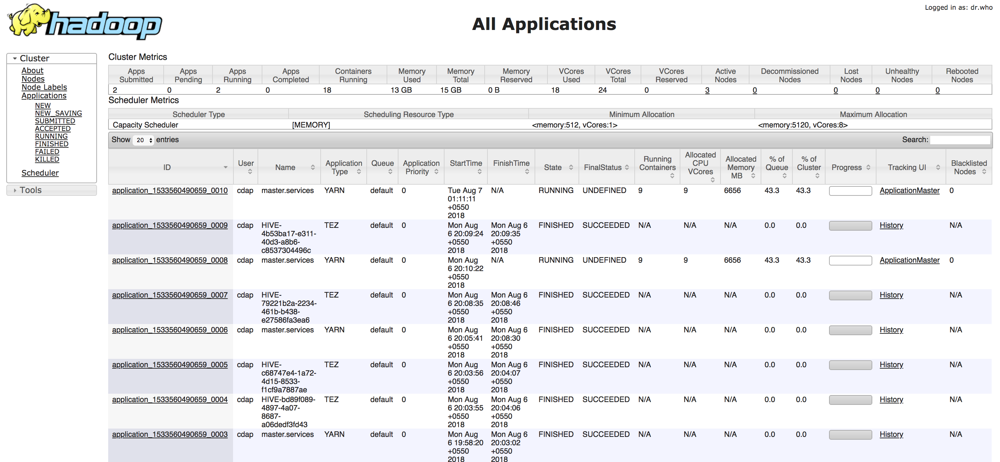 Logged in as: dr.who
hadoop
All Applications
Cluster
About
Nodes
Node Labels
Applications
NEW
NEW_SAVING
SUBMITTED
ACCEPTED
RUNNING
FINISHED
FAILED
KILLED
Scheduler
Tools
Cluster Metrics
Apps Submitted Apps Pending Apps Running Apps Completed Containers Running Memory Used Memory Total Memory Reserved VCores Used VCores Total VCores Reserved Active Nodes Decommissioned Nodes Lost Nodes Unhealthy Nodes Rebooted Nodes
2 0 2 0 18 13 GB 15 GB 0 B 18 24 0 3 0 0 0 0
Scheduler Metrics
Scheduler Type Scheduling Resource Type Minimum Allocation Maximum Allocation
Capacity Scheduler [MEMORY] <memory:512, vCores:1> <memory:5120, vCores:8>
Show 20 entries Search:
ID User Name Application Type Queue Application Priority StartTime FinishTime State FinalStatus Running Containers Allocated CPU VCores Allocated Memory MB % of Queue % of Cluster Progress Tracking UI Blacklisted Nodes
application_1533560490659_0010 cdap master.services YARN default 0 Tue Aug 7 01:11:11 +0550 2018 N/A RUNNING UNDEFINED 9 9 6656 43.3 43.3 ApplicationMaster 0
application_1533560490659_0009 cdap HIVE-4b53ba17-e311-40d3-a8b6-c8537304496c TEZ default 0 Mon Aug 6 20:09:24 +0550 2018 Mon Aug 6 20:09:35 +0550 2018 FINISHED SUCCEEDED N/A N/A N/A 0.0 0.0 History N/A
application_1533560490659_0008 cdap master.services YARN default 0 Mon Aug 6 20:10:22 +0550 2018 N/A RUNNING UNDEFINED 9 9 6656 43.3 43.3 ApplicationMaster 0
application_1533560490659_0007 cdap HIVE-79221b2a-2234-461b-b438-e27586fa3ea6 TEZ default 0 Mon Aug 6 20:08:35 +0550 2018 Mon Aug 6 20:08:46 +0550 2018 FINISHED SUCCEEDED N/A N/A N/A 0.0 0.0 History N/A
application_1533560490659_0006 cdap master.services YARN default 0 Mon Aug 6 20:05:41 +0550 2018 Mon Aug 6 20:08:30 +0550 2018 FINISHED SUCCEEDED N/A N/A N/A 0.0 0.0 History N/A
application_1533560490659_0005 cdap HIVE-c68747e4-1a72-4d15-8533-f1cf9a7887ae TEZ default 0 Mon Aug 6 20:03:56 +0550 2018 Mon Aug 6 20:04:07 +0550 2018 FINISHED SUCCEEDED N/A N/A N/A 0.0 0.0 History N/A
application_1533560490659_0004 cdap HIVE-bd89f089-4897-4a07-8687-a06dedf3fd43 TEZ default 0 Mon Aug 6 20:03:55 +0550 2018 Mon Aug 6 20:04:06 +0550 2018 FINISHED SUCCEEDED N/A N/A N/A 0.0 0.0 History N/A
application_1533560490659_0003 cdap master.services YARN default 0 Mon Aug 6 19:58:20 +0550 2018 Mon Aug 6 20:03:02 +0550 2018 FINISHED SUCCEEDED N/A N/A N/A 0.0 0.0 History N/A